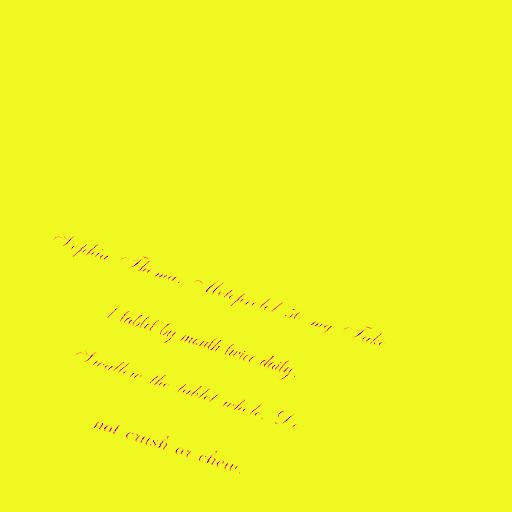 Sophia Thoma, Metoprolol 50 mg Take
1 tablet by mouth twice daily.
Swallow the tablet whole. Do
not crush or chew.